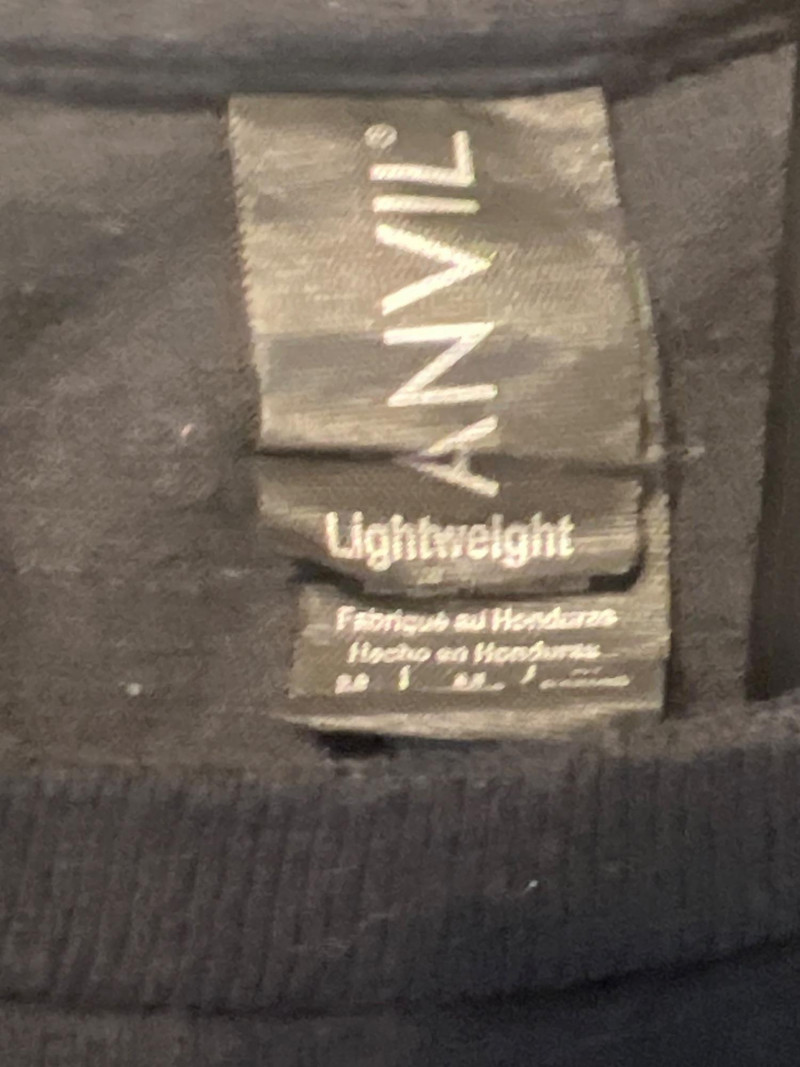 ANVIL®
Lightweight
Fabriqué au Honduras
Hecho en Honduras